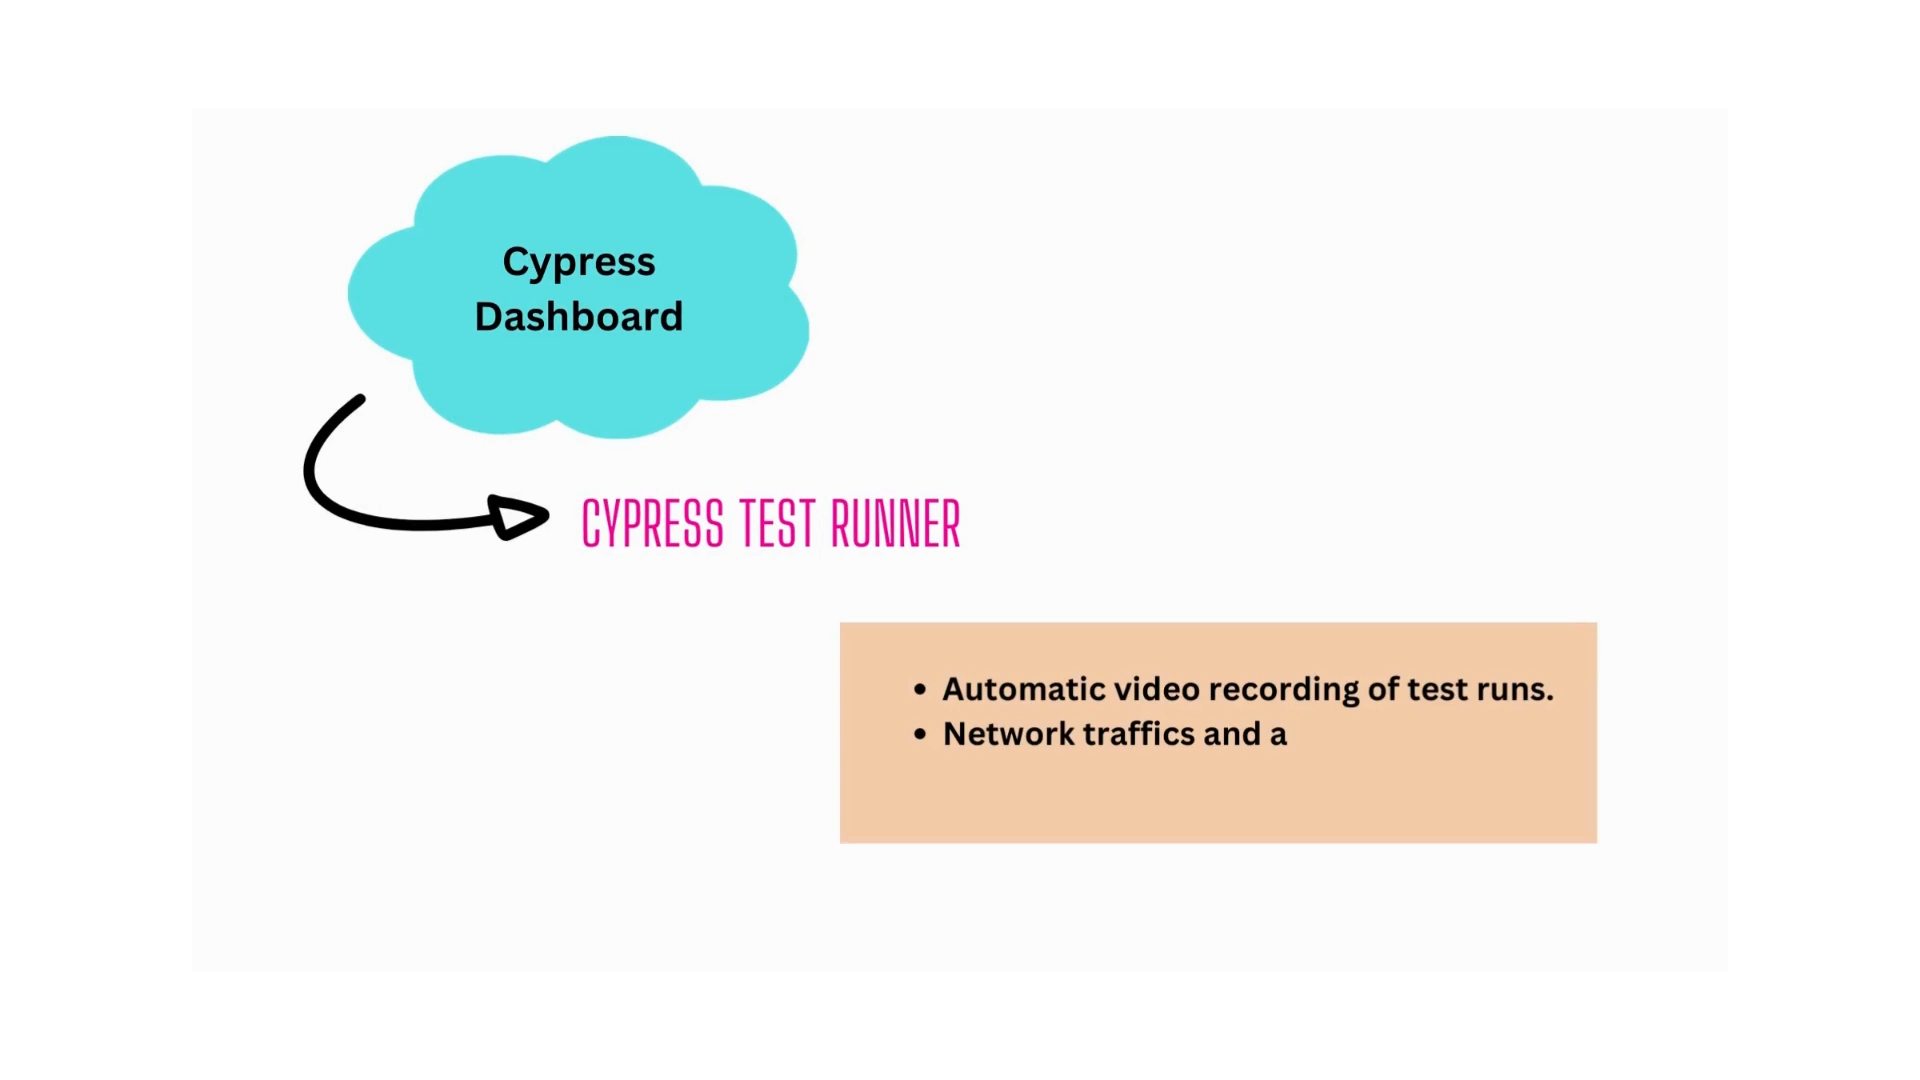 Cypress
Dashboard
CYPRESS TEST RUNNER
• Automatic video recording of test runs.
• Network traffics and a